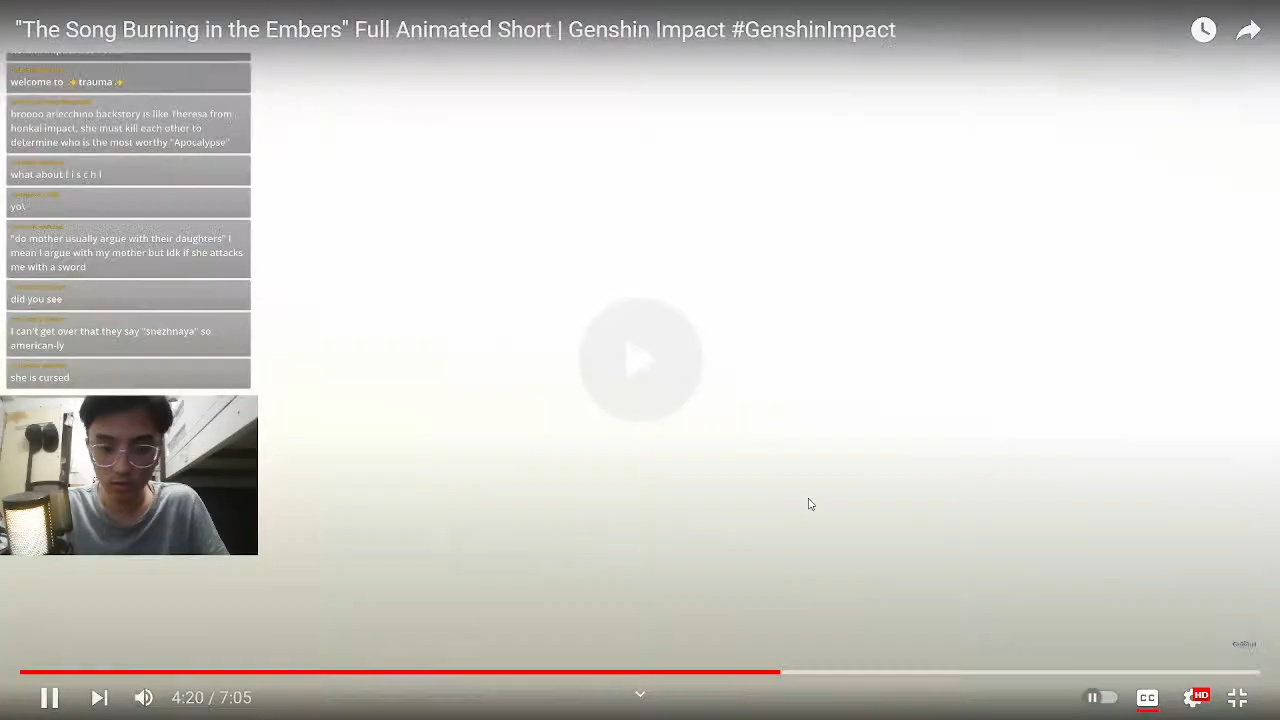 "The Song Burning in the Embers" Full Animated Short | Genshin Impact #GenshinImpact
welcome to ✨trauma✨
broooo arlecchino backstory is like Theresa from
honkai impact, she must kill each other to
determine who is the most worthy "Apocalypse"
what about f i s c h l
yo\
"do mother usually argue with their daughters" I
mean I argue with my mother but idk if she attacks
me with a sword
did you see
I can't get over that they say "snezhnaya" so
american-ly
she is cursed
4:20 / 7:05
CC
HD